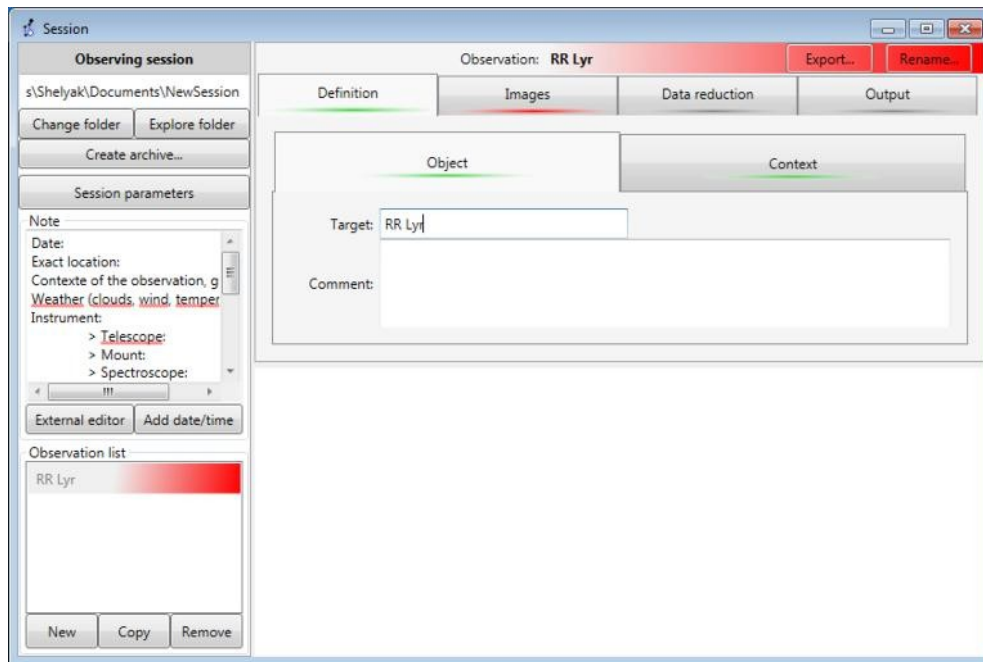 Session
Observing session
s\Shelyak\Documents\NewSession
Change folder
Explore folder
Create archive...
Session parameters
Note
Date:
Exact location:
Contexte of the observation, g
Weather (clouds, wind, temper
Instrument:
> Telescope:
> Mount:
> Spectroscope:
External editor
Add date/time
Observation list
RR Lyr
New
Copy
Remove
Observation: RR Lyr
Export...
Rename...
Definition
Images
Data reduction
Output
Object
Context
Target: RR Lyr
Comment: